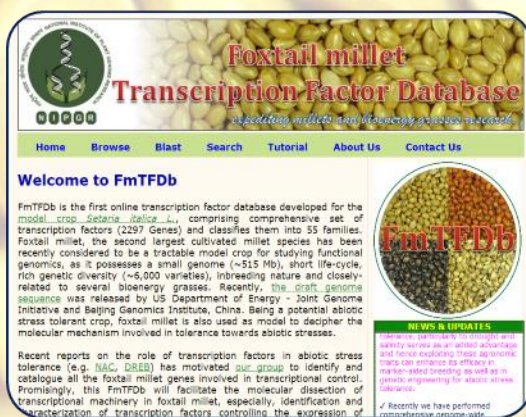 NATIONAL INSTITUTE OF PLANT GENOME RESEARCH
NIPGR
Foxtail millet
Transcription Factor Database
expediting millets and bioenergy grasses research
Home Browse Blast Search Tutorial About Us Contact Us
Welcome to FmTFDb
FmTFDb is the first online transcription factor database developed for the
model crop Setaria italica L., comprising comprehensive set of
transcription factors (2297 Genes) and classifies them into 55 families.
Foxtail millet, the second largest cultivated millet species has been
recently considered to be a tractable crop for studying functional
genomics, as it possesses a small genome (~515 Mb), short life-cycle,
rich genetic diversity (~6,000 varieties), inbreeding nature and closely-
related to several bioenergy grasses. Recently, the draft genome
sequence was released by US Department of Energy - Joint Genome
Initiative and Beijing Genomics Institute, China. Being a potential abiotic
stress tolerant crop, foxtail millet is also used as model to decipher the
molecular mechanism involved in tolerance towards abiotic stresses.
Recent reports on the role of transcription factors in abiotic stress
tolerance (e.g. NAC, DREB) has motivated our group to identify and
catalogue all the foxtail millet genes involved in transcriptional control.
Promisingly, this FmTFDb will facilitate the molecular dissection of
transcriptional machinery in foxtail millet, especially, identification and
characterization of transcription factors controlling the expression of
FmTFDb
NEWS & UPDATES
tolerance, particularly to drought and
salinity serves as an added advantage
and hence exploring these agronomic
traits can enhance its efficacy in
marker-aided breeding as well as in
genetic engineering for abiotic stress
tolerance.
✓ Recently we have performed
comprehensive genome-wide